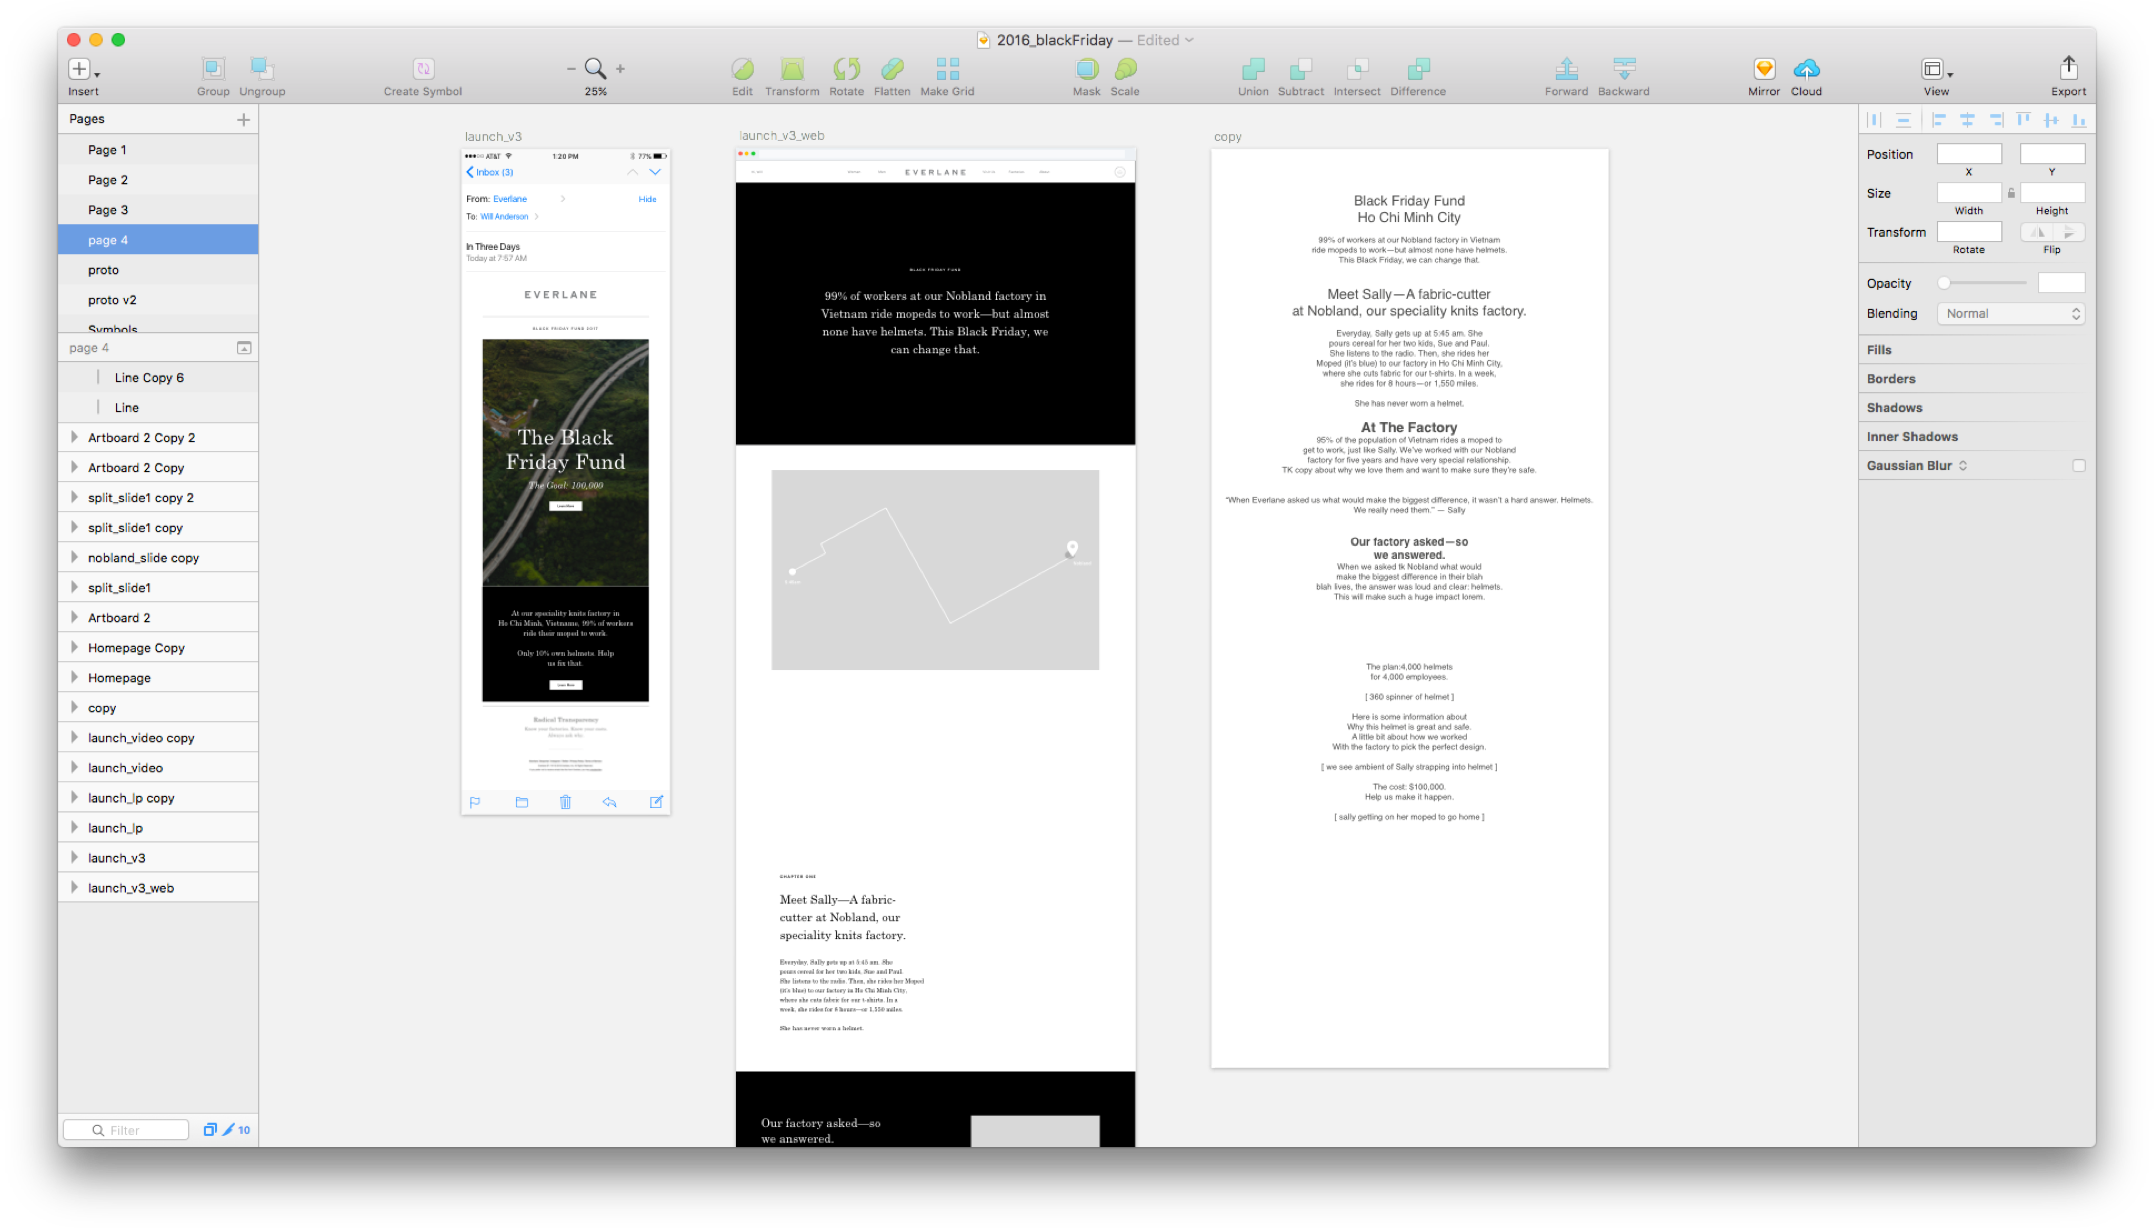 2016_blackFriday — Edited
Insert
Group
Ungroup
Create Symbol
25%
Edit
Transform
Rotate
Flatten
Make Grid
Mask
Scale
Union
Subtract
Intersect
Difference
Forward
Backward
Mirror
Cloud
View
Export
Pages
Page 1
Page 2
Page 3
page 4
proto
proto v2
Symbols
page 4
Line Copy 6
Line
Artboard 2 Copy 2
Artboard 2 Copy
split_slide1 copy 2
split_slide1 copy
nobland_slide copy
split_slide1
Artboard 2
Homepage Copy
Homepage
copy
launch_video copy
launch_video
launch_lp copy
launch_lp
launch_v3
launch_v3_web
Filter
10
launch_v3
AT&T
1:20 PM
77%
Inbox (3)
From: Everlane
Hide
To: Will Anderson
In Three Days
Today at 7:57 AM
EVERLANE
BLACK FRIDAY FUND 2017
The Black
Friday Fund
The Goal: 100,000
Learn More
At our speciality knits factory in
Ho Chi Minh, Vietnams, 99% of workers
ride their moped to work.
Only 10% own helmets. Help
us fix that.
Learn More
Radical Transparency
Know your factories. Know your costs.
Always ask why.
launch_v3_web
EVERLANE
BLACK FRIDAY FUND
99% of workers at our Nobland factory in
Vietnam ride mopeds to work—but almost
none have helmets. This Black Friday, we
can change that.
CHAPTER ONE
Meet Sally—A fabric-
cutter at Nobland, our
speciality knits factory.
Everyday, Sally gets up at 5:45 am. She
pours cereal for her two kids, Sue and Paul.
She listens to the radio. Then, she rides her Moped
(it's blue) to our factory in Ho Chi Minh City,
where she cuts fabric for our t-shirts. In a
week, she rides for 8 hours—or 1,550 miles.
She has never worn a helmet.
Our factory asked—so
we answered.
copy
Black Friday Fund
Ho Chi Minh City
99% of workers at our Nobland factory in Vietnam
ride mopeds to work—but almost none have helmets.
This Black Friday, we can change that.
Meet Sally—A fabric-cutter
at Nobland, our speciality knits factory.
Everyday, Sally gets up at 5:45 am. She
pours cereal for her two kids, Sue and Paul.
She listens to the radio. Then, she rides her
Moped (it's blue) to our factory in Ho Chi Minh City,
where she cuts fabric for our t-shirts. In a week,
she rides for 8 hours—or 1,550 miles.
She has never worn a helmet.
At The Factory
95% of the population of Vietnam rides a moped to
get to work, just like Sally. We've worked with our Nobland
factory for five years and have very special relationship.
TK copy about why we love them and want to make sure they're safe.
"When Everlane asked us what would make the biggest difference, it wasn't a hard answer. Helmets.
We really need them." — Sally
Our factory asked—so
we answered.
When we asked tk Nobland what would
make the biggest difference in their blah
blah lives, the answer was loud and clear: helmets.
This will make such a huge impact lorem.
The plan:4,000 helmets
for 4,000 employees.
[ 360 spinner of helmet ]
Here is some information about
Why this helmet is great and safe.
A little bit about how we worked
With the factory to pick the perfect design.
[ we see ambient of Sally strapping into helmet ]
The cost: $100,000.
Help us make it happen.
[ sally getting on her moped to go home ]
Position
X
Y
Size
Width
Height
Transform
Rotate
Flip
Opacity
Blending
Normal
Fills
Borders
Shadows
Inner Shadows
Gaussian Blur